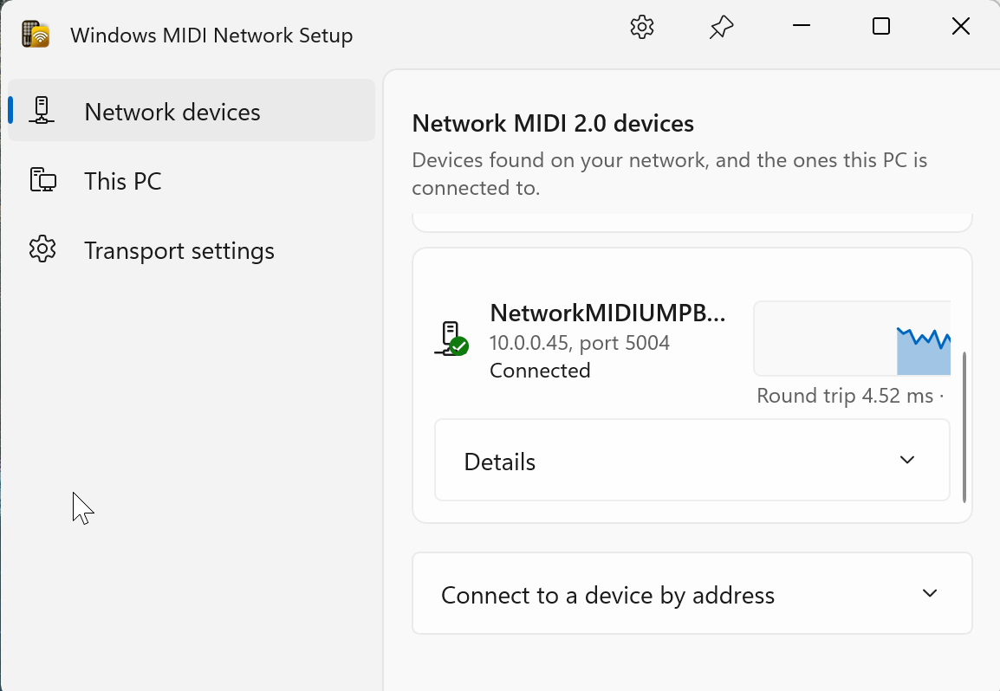 Windows MIDI Network Setup
Network devices
This PC
Transport settings
Network MIDI 2.0 devices
Devices found on your network, and the ones this PC is
connected to.
NetworkMIDIUMPB...
10.0.0.45, port 5004
Connected
Round trip 4.52 ms ·
Details
Connect to a device by address